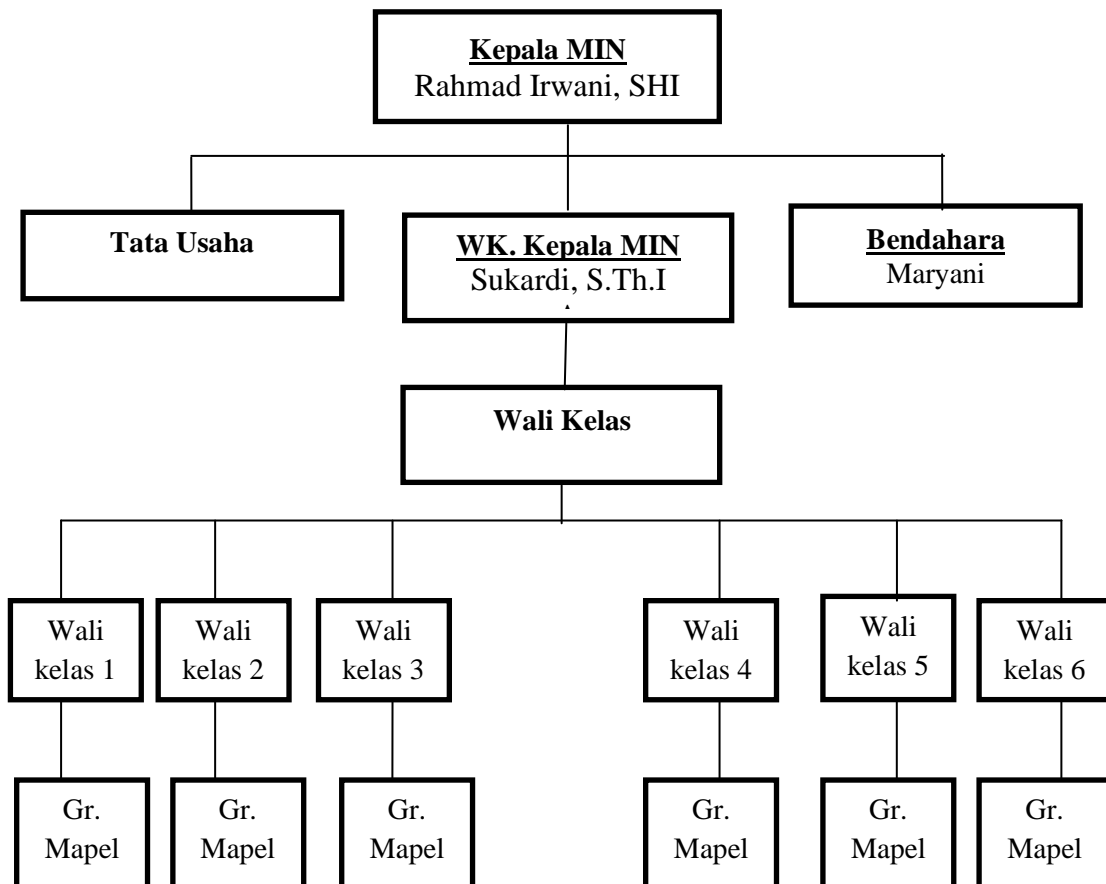 Kepala MIN
Rahmad Irwani, SHI
Tata Usaha
WK. Kepala MIN
Sukardi, S.Th.I
Bendahara
Maryani
Wali Kelas
Wali
kelas 1
Wali
kelas 2
Wali
kelas 3
Wali
kelas 4
Wali
kelas 5
Wali
kelas 6
Gr.
Mapel
Gr.
Mapel
Gr.
Mapel
Gr.
Mapel
Gr.
Mapel
Gr.
Mapel